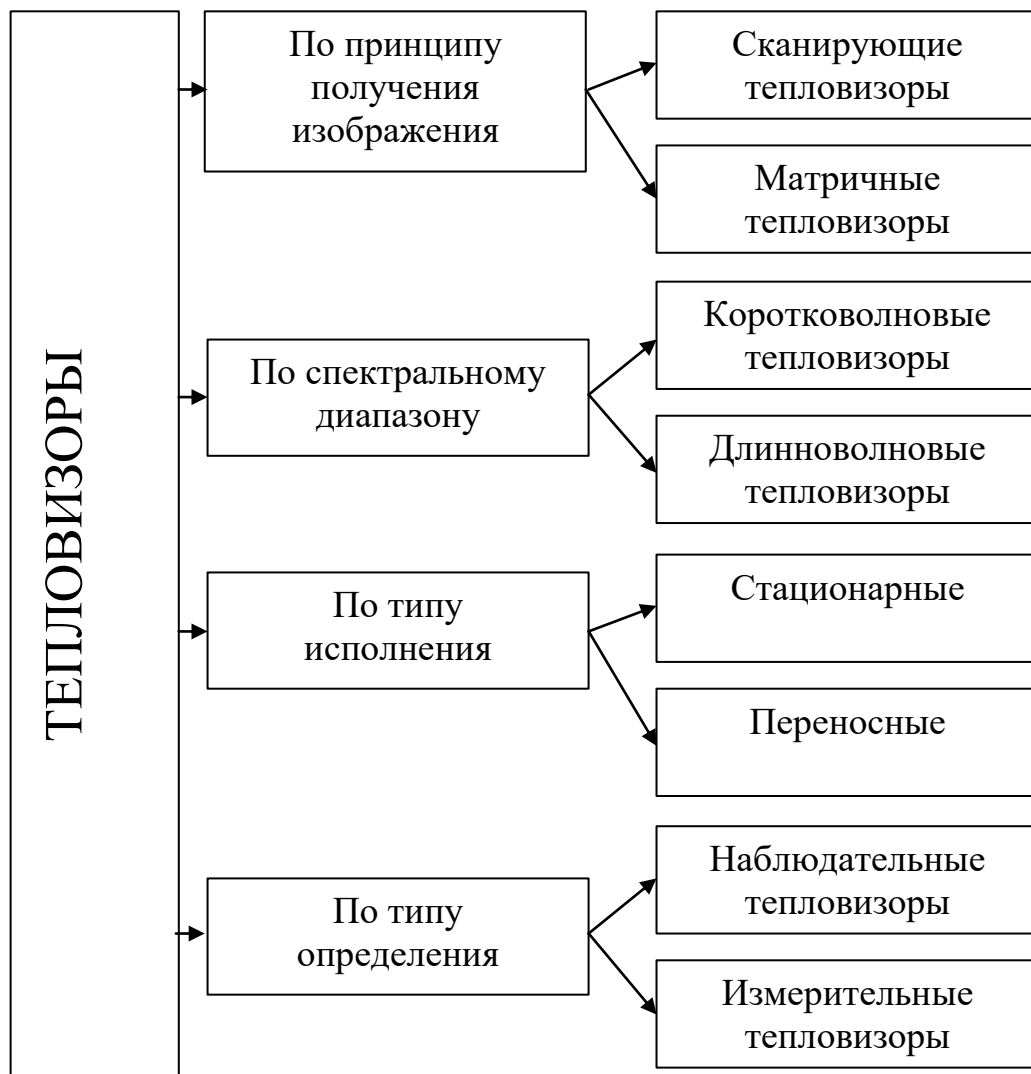 ТЕПЛОВИЗОРЫ
По принципу
получения
изображения
Сканирующие
тепловизоры
Матричные
тепловизоры
По спектральному
диапазону
Коротковолновые
тепловизоры
Длинноволновые
тепловизоры
По типу
исполнения
Стационарные
Переносные
По типу
определения
Наблюдательные
тепловизоры
Измерительные
тепловизоры